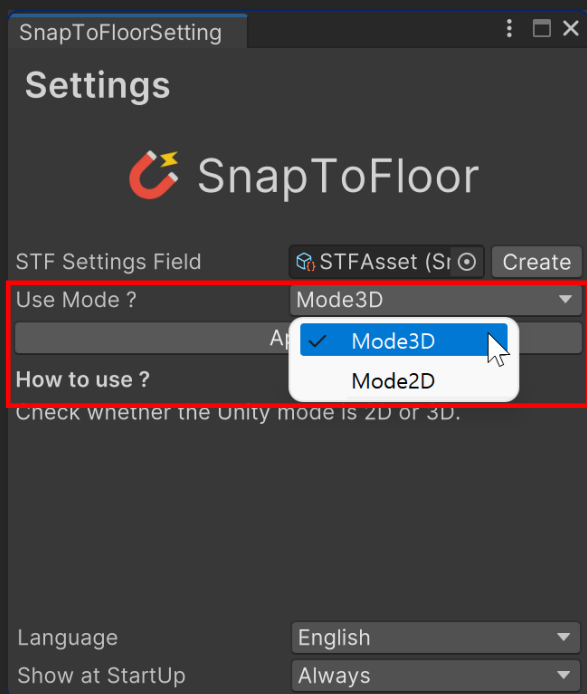 SnapToFloorSetting
Settings
SnapToFloor
STF Settings Field STFAsset (Sr Create
Use Mode ? Mode3D
Mode3D
How to use ?
Mode2D
Check whether the Unity mode is 2D or 3D.
Language English
Show at StartUp Always